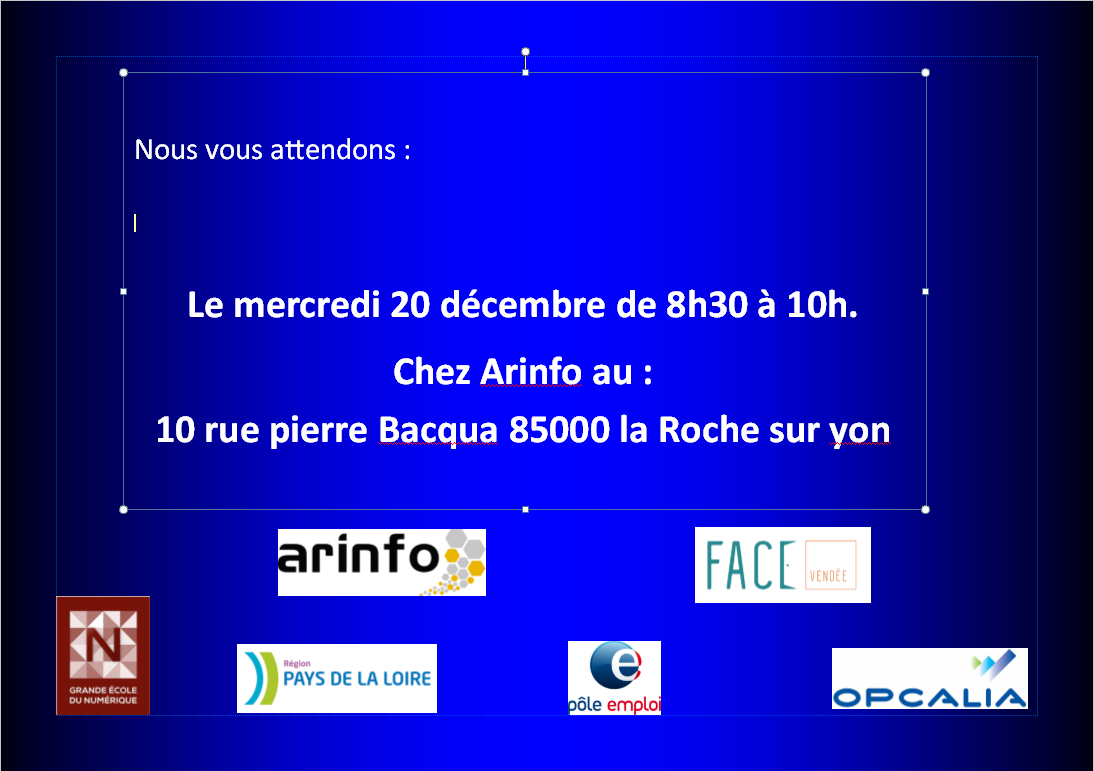 Nous vous attendons :
Le mercredi 20 décembre de 8h30 à 10h.
Chez Arinfo au :
10 rue pierre Bacqua 85000 la Roche sur yon
arinfo
FACE
VENDÉE
N
GRANDE ÉCOLE
DU NUMÉRIQUE
Région
PAYS DE LA LOIRE
e
pôle emploi
OPCALIA